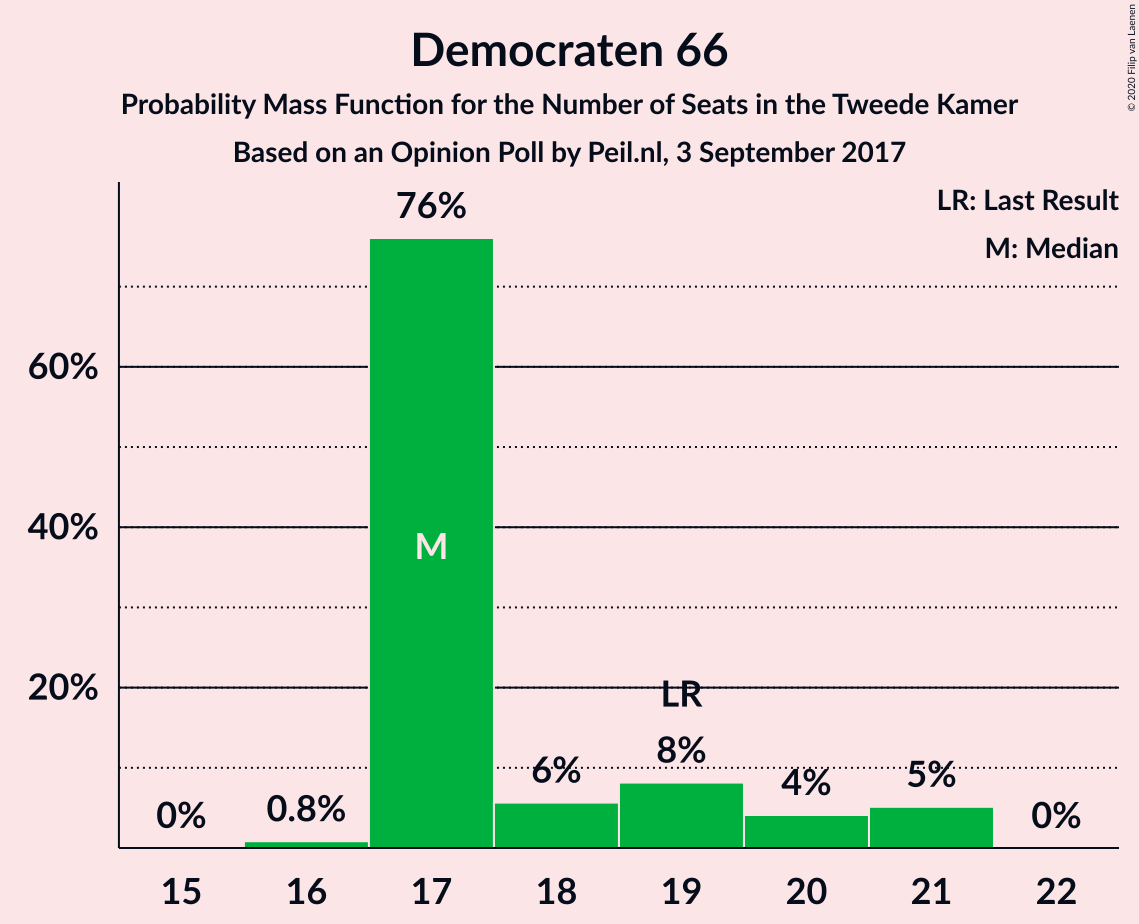 Democraten 66
Probability Mass Function for the Number of Seats in the Tweede Kamer
Based on an Opinion Poll by Peil.nl, 3 September 2017
© 2020 Filip van Laenen
LR: Last Result
M: Median
60%
40%
20%
0%
0.8%
76%
M
6%
LR
8%
4%
5%
0%
15 16 17 18 19 20 21 22